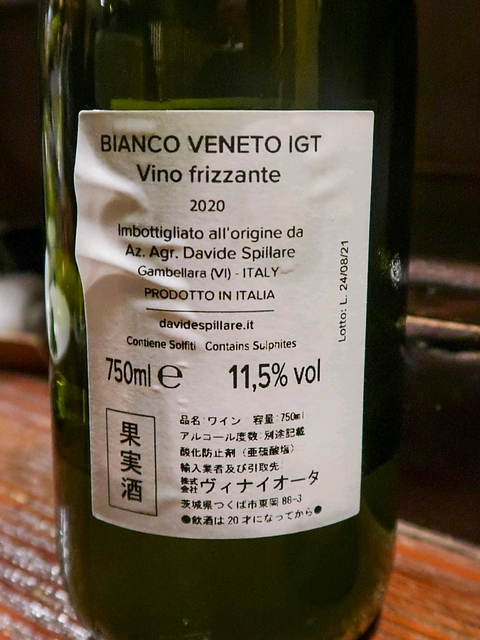 BIANCO VENETO IGT
Vino frizzante
2020
Imbottigliato all'origine da
Az. Agr. Davide Spillare
Gambellara (VI) - ITALY
PRODOTTO IN ITALIA
davidespillare.it
Contiene Solfiti Contains Sulphites
750ml ℮ 11,5% vol
Lotto: L. 24/08/21
果実酒
品名:ワイン 容量:750ml
アルコール度数:別途記載
酸化防止剤(亜硫酸塩)
輸入業者及び引取先
株式会社ヴィナイオータ
茨城県つくば市東岡 86-3
●飲酒は20才になってから●